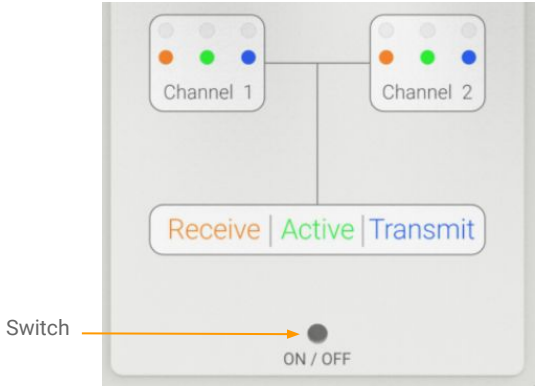 Channel 1
Channel 2
Receive | Active | Transmit
Switch
ON / OFF